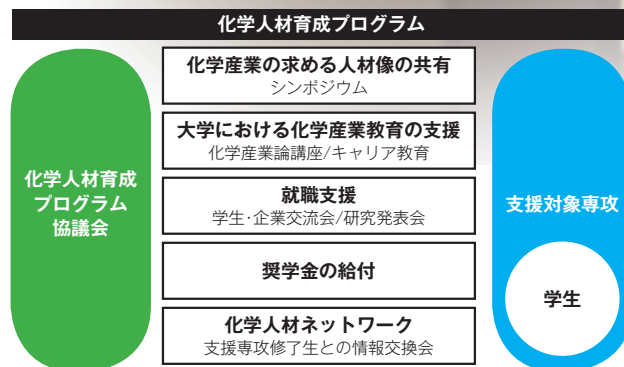 化学人材育成プログラム
化学人材育成
プログラム
協議会
化学産業の求める人材像の共有
シンポジウム
大学における化学産業教育の支援
化学産業論講座/キャリア教育
就職支援
学生・企業交流会/研究発表会
奨学金の給付
化学人材ネットワーク
支援専攻修了生との情報交換会
支援対象専攻
学生